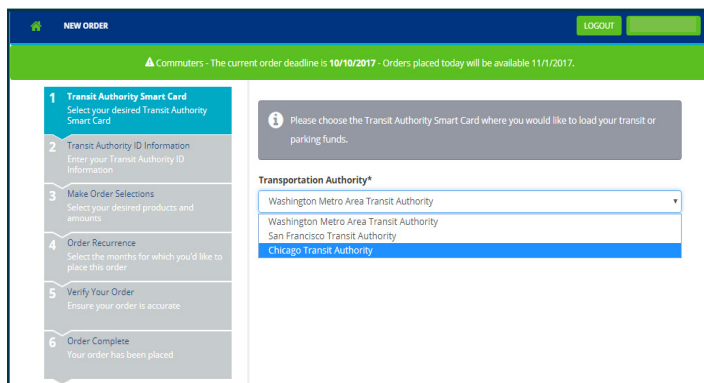 NEW ORDER
LOGOUT
Commuters - The current order deadline is 10/10/2017 - Orders placed today will be available 11/1/2017.
1 Transit Authority Smart Card
Select your desired Transit Authority
Smart Card
2 Transit Authority ID Information
Enter your Transit Authority ID
Information
3 Make Order Selections
Select your desired products and
amounts
4 Order Recurrence
Select the months for which you'd like to
place this order
5 Verify Your Order
Ensure your order is accurate
6 Order Complete
Your order has been placed
Please choose the Transit Authority Smart Card where you would like to load your transit or
parking funds.
Transportation Authority*
Washington Metro Area Transit Authority
Washington Metro Area Transit Authority
San Francisco Transit Authority
Chicago Transit Authority